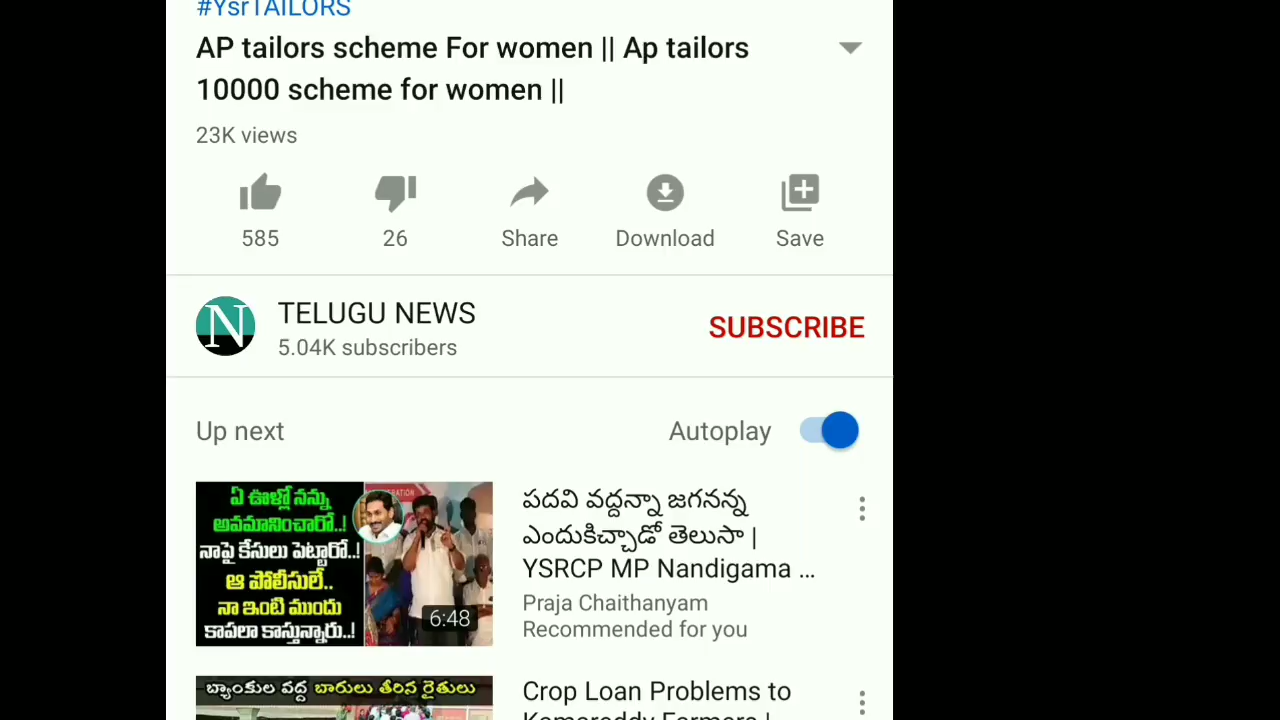 #YsrTAILORS
AP tailors scheme For women || Ap tailors
10000 scheme for women ||
23K views
585
26
Share
Download
Save
N
TELUGU NEWS
5.04K subscribers
SUBSCRIBE
Up next
Autoplay
ఏ ఊళ్లో నన్ను
అవమానించారో..!
నాపై కేసులు పెట్టారో..!
ఆ పోలీసులే..
నా ఇంటి ముందు
కాపలా కాస్తున్నారు..!
6:48
పదవి వద్దన్నా జగనన్న
ఎందుకిచ్చాడో తెలుసా |
YSRCP MP Nandigama ...
Praja Chaithanyam
Recommended for you
బ్యాంకుల వద్ద బారులు తీరిన రైతులు
Crop Loan Problems to
Kamareddy Farmers |